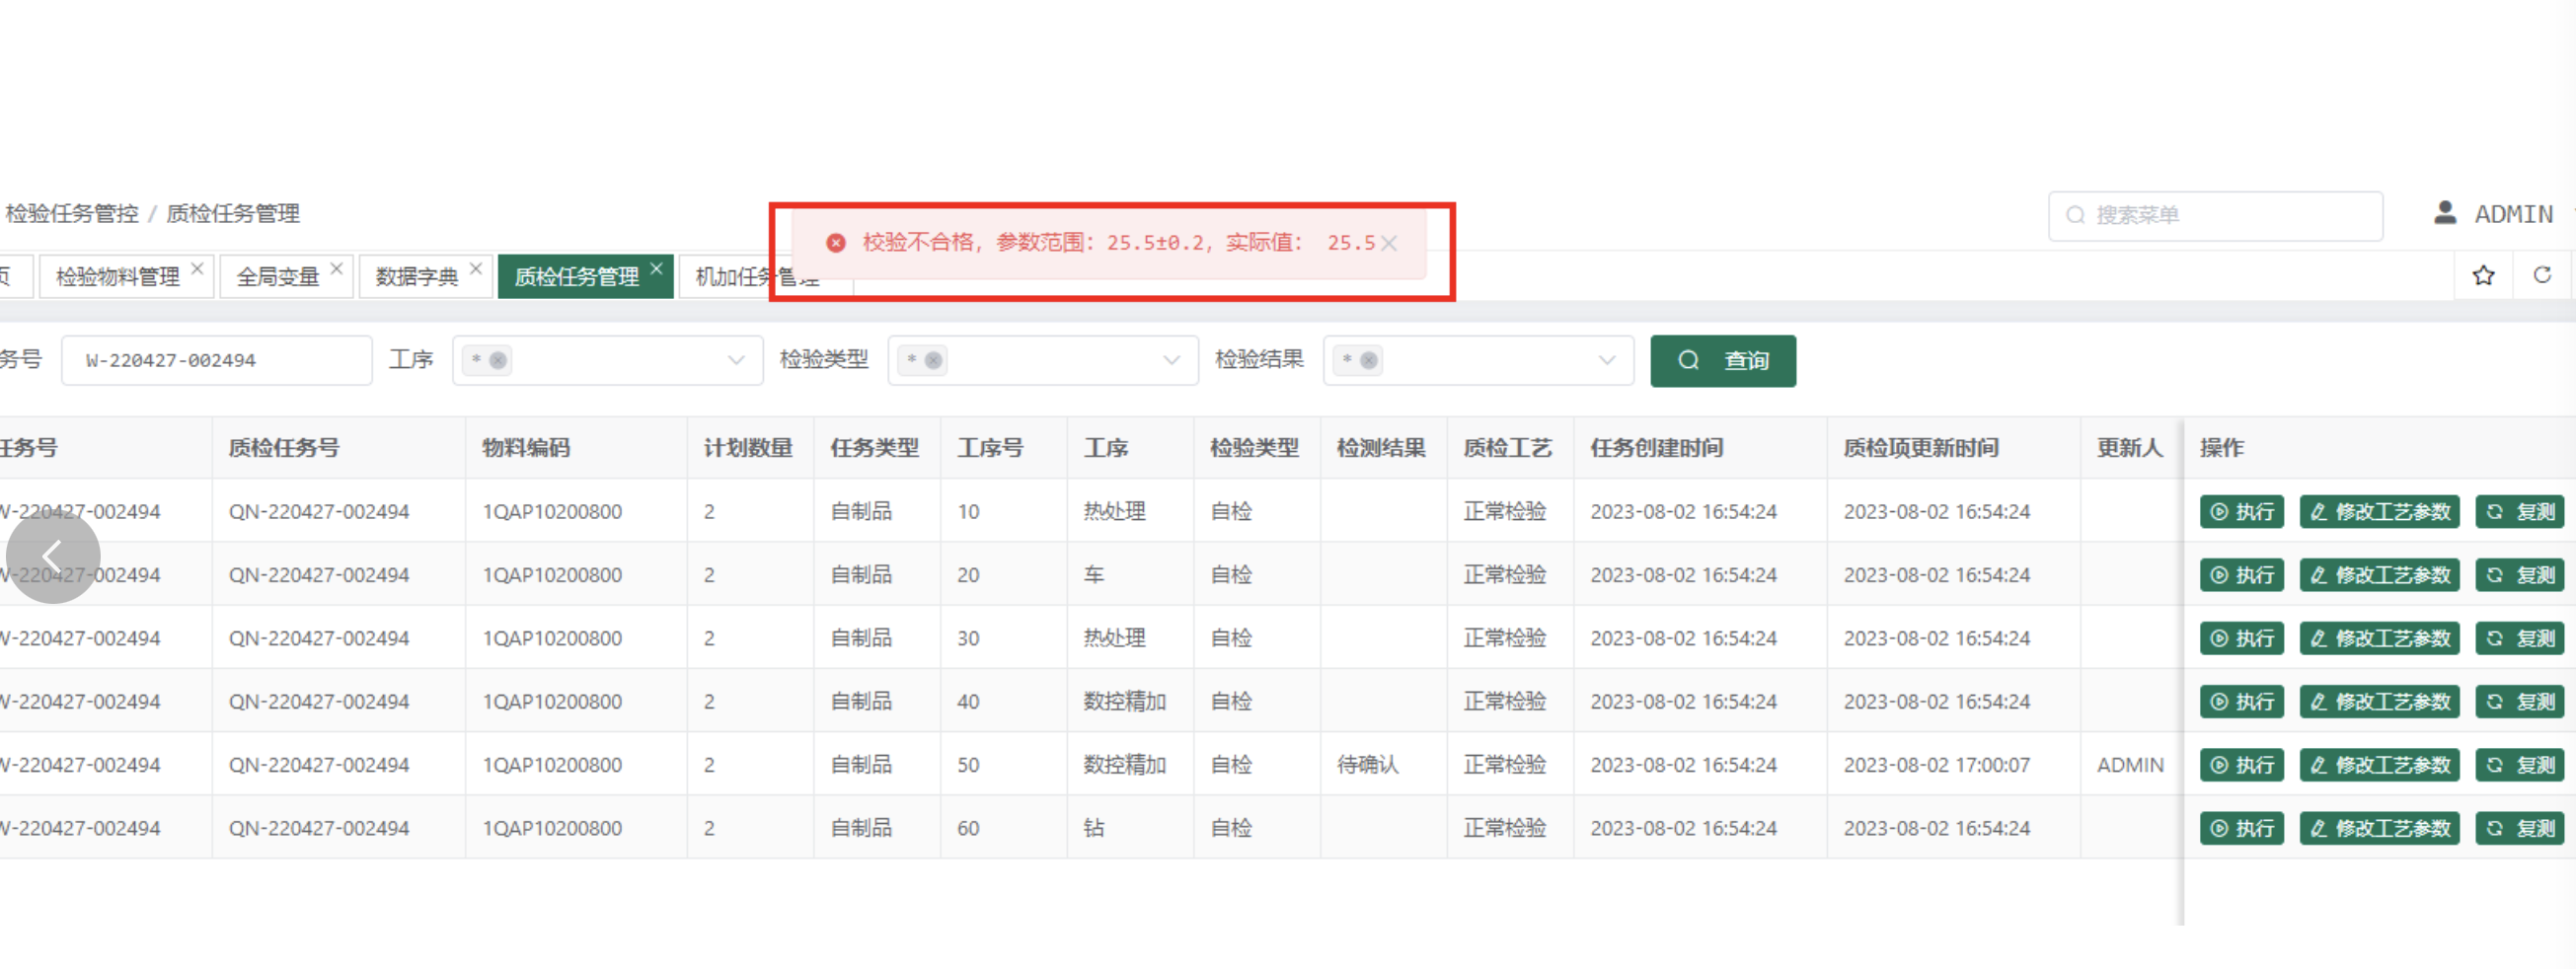 检验任务管控 / 质检任务管理
校验不合格，参数范围：25.5±0.2，实际值： 25.5
搜索菜单
ADMIN
页 检验物料管理 全局变量 数据字典 质检任务管理 机加任务管理
务号 W-220427-002494 工序 * 检验类型 * 检验结果 * 查询
任务号 质检任务号 物料编码 计划数量 任务类型 工序号 工序 检验类型 检测结果 质检工艺 任务创建时间 质检项更新时间 更新人 操作
W-220427-002494 QN-220427-002494 1QAP10200800 2 自制品 10 热处理 自检 正常检验 2023-08-02 16:54:24 2023-08-02 16:54:24 执行 修改工艺参数 复测
W-220427-002494 QN-220427-002494 1QAP10200800 2 自制品 20 车 自检 正常检验 2023-08-02 16:54:24 2023-08-02 16:54:24 执行 修改工艺参数 复测
W-220427-002494 QN-220427-002494 1QAP10200800 2 自制品 30 热处理 自检 正常检验 2023-08-02 16:54:24 2023-08-02 16:54:24 执行 修改工艺参数 复测
W-220427-002494 QN-220427-002494 1QAP10200800 2 自制品 40 数控精加 自检 正常检验 2023-08-02 16:54:24 2023-08-02 16:54:24 执行 修改工艺参数 复测
W-220427-002494 QN-220427-002494 1QAP10200800 2 自制品 50 数控精加 自检 待确认 正常检验 2023-08-02 16:54:24 2023-08-02 17:00:07 ADMIN 执行 修改工艺参数 复测
W-220427-002494 QN-220427-002494 1QAP10200800 2 自制品 60 钻 自检 正常检验 2023-08-02 16:54:24 2023-08-02 16:54:24 执行 修改工艺参数 复测